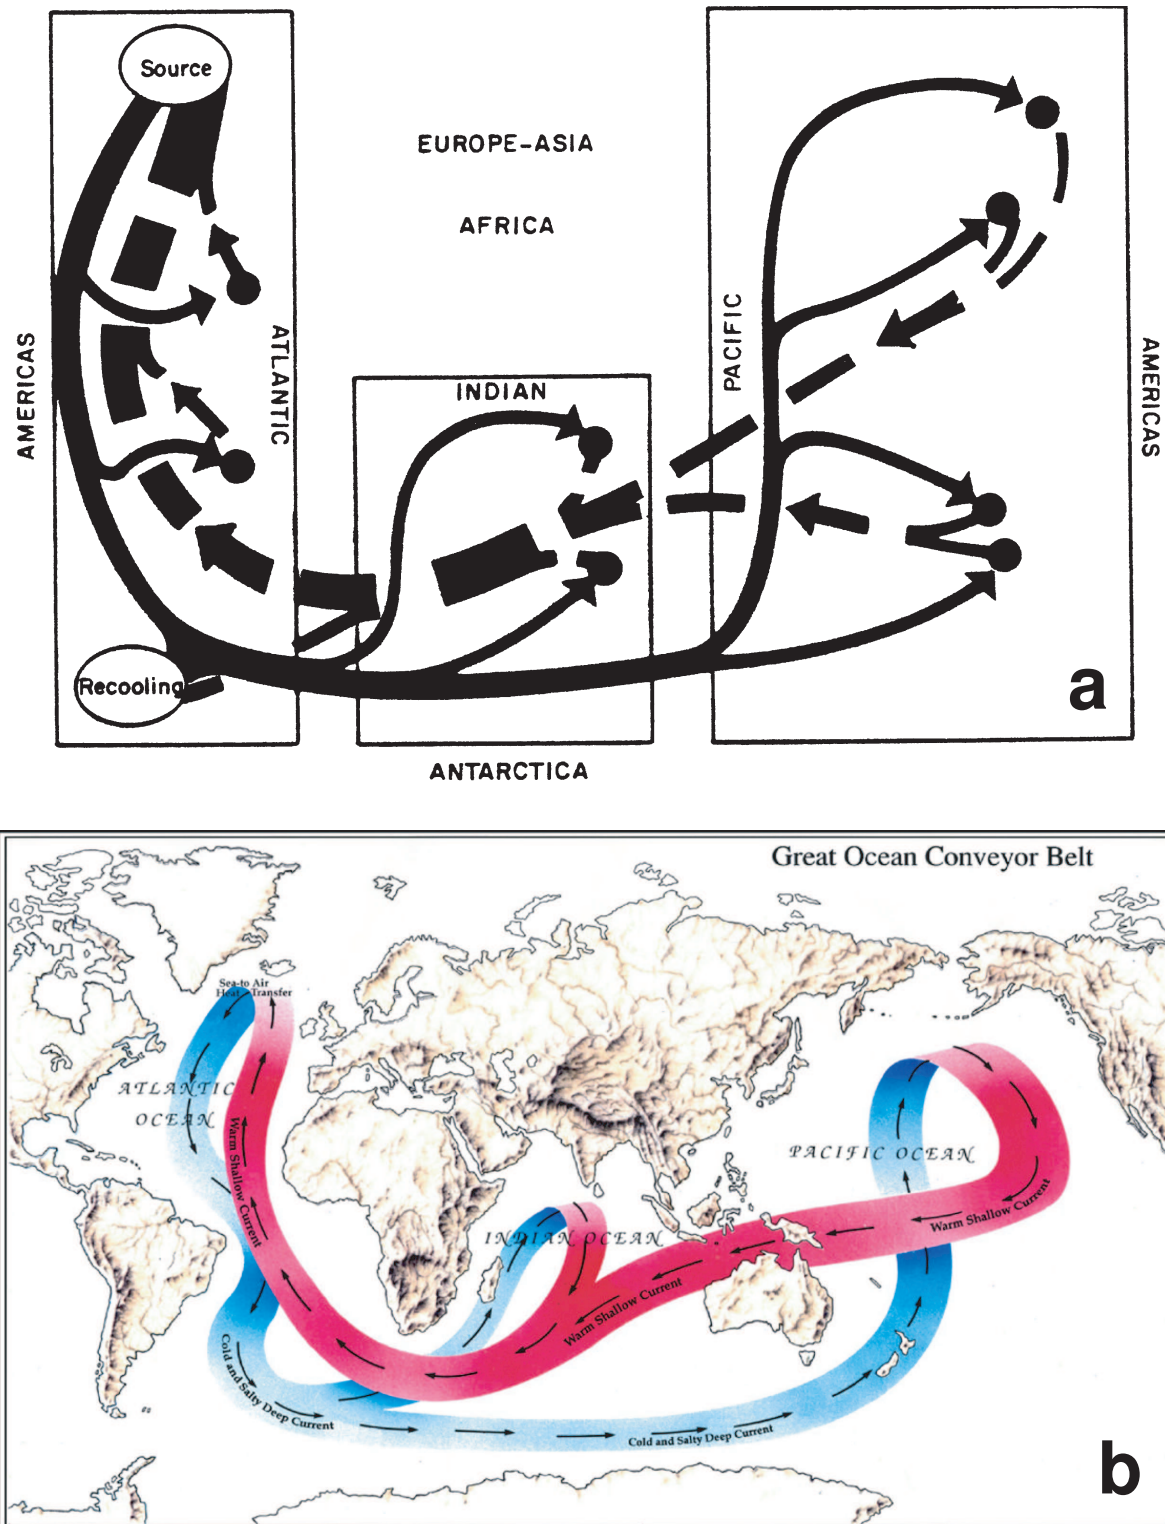 Source
EUROPE-ASIA
AFRICA
AMERICAS
ATLANTIC
INDIAN
PACIFIC
AMERICAS
Recooling
a
ANTARCTICA
Great Ocean Conveyor Belt
Sea-to Air
Heat Transfer
ATLANTIC
OCEAN
Warm Shallow Current
PACIFIC OCEAN
INDIAN OCEAN
Warm Shallow Current
Warm Shallow Current
Cold and Salty Deep Current
Cold and Salty Deep Current
b